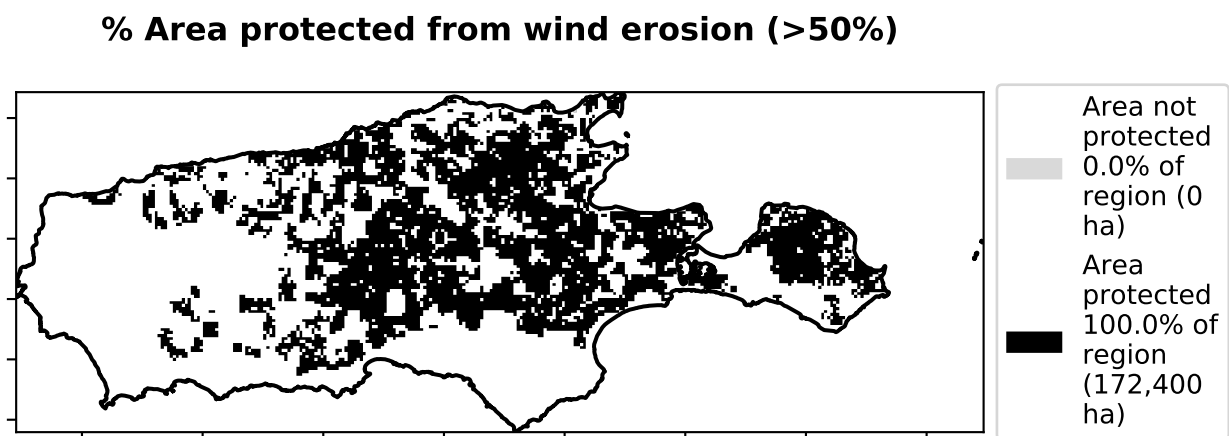 % Area protected from wind erosion (>50%)
Area not
protected
0.0% of
region (0
ha)
Area
protected
100.0% of
region
(172,400
ha)